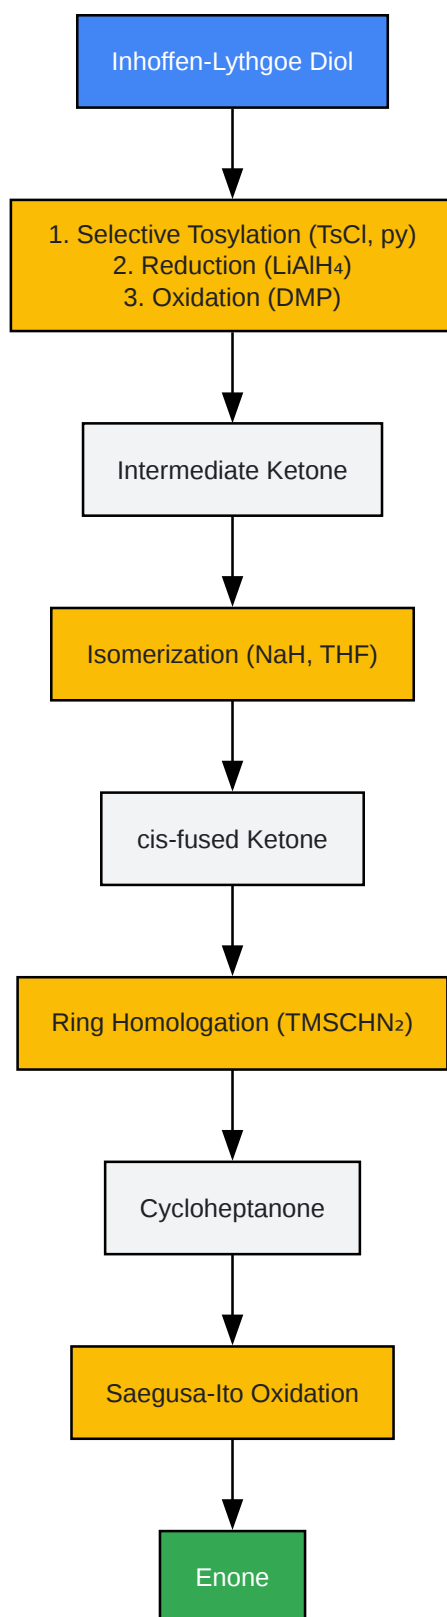 Inhoffen-Lythgoe Diol
1. Selective Tosylation (TsCl, py)
2. Reduction (LiAlH₄)
3. Oxidation (DMP)
Intermediate Ketone
Isomerization (NaH, THF)
cis-fused Ketone
Ring Homologation (TMSCHN₂)
Cycloheptanone
Saegusa-Ito Oxidation
Enone